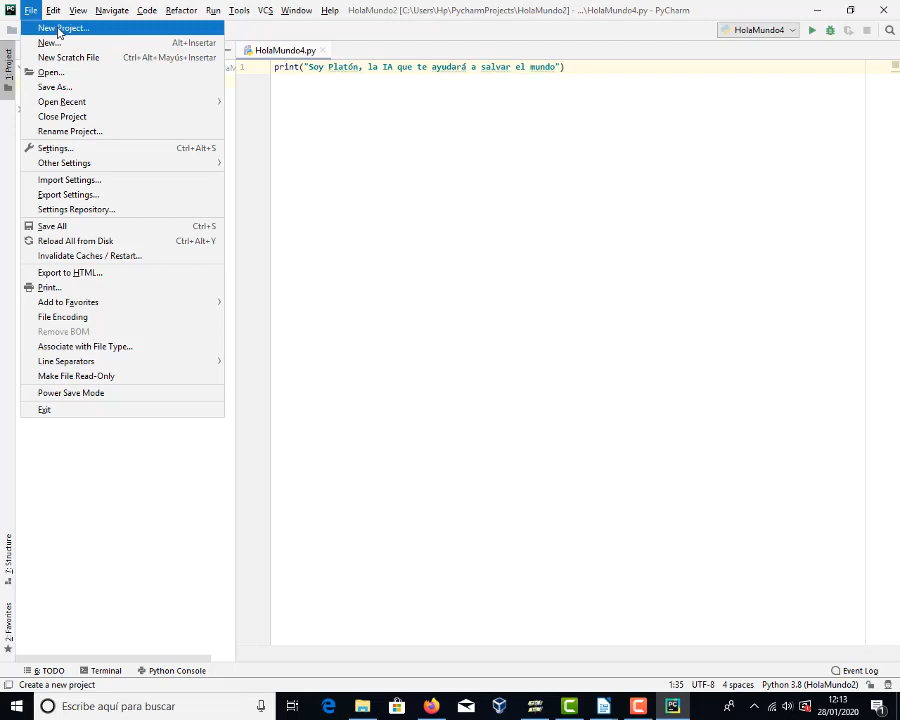 File Edit View Navigate Code Refactor Run Tools VCS Window Help HolaMundo2 [C:\Users\Hp\PycharmProjects\HolaMundo2] - ...\HolaMundo4.py - PyCharm
HolaMundo4
HolaMundo4.py
New Project...
New... Alt+Insertar
New Scratch File Ctrl+Alt+Mayús+Insertar
Open...
Save As...
Open Recent
Close Project
Rename Project...
Settings... Ctrl+Alt+S
Other Settings
Import Settings...
Export Settings...
Settings Repository...
Save All Ctrl+S
Reload All from Disk Ctrl+Alt+Y
Invalidate Caches / Restart...
Export to HTML...
Print...
Add to Favorites
File Encoding
Remove BOM
Associate with File Type...
Line Separators
Make File Read-Only
Power Save Mode
Exit
1 print("Soy Platón, la IA que te ayudará a salvar el mundo")
1: Project
7: Structure
2: Favorites
6: TODO Terminal Python Console Event Log
Create a new project 1:35 UTF-8 4 spaces Python 3.8 (HolaMundo2)
Escribe aquí para buscar
12:13
28/01/2020